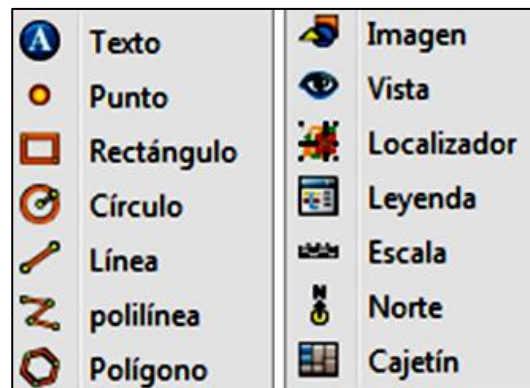 Texto
Punto
Rectángulo
Círculo
Línea
polilínea
Polígono
Imagen
Vista
Localizador
Leyenda
Escala
N
Norte
Cajetín